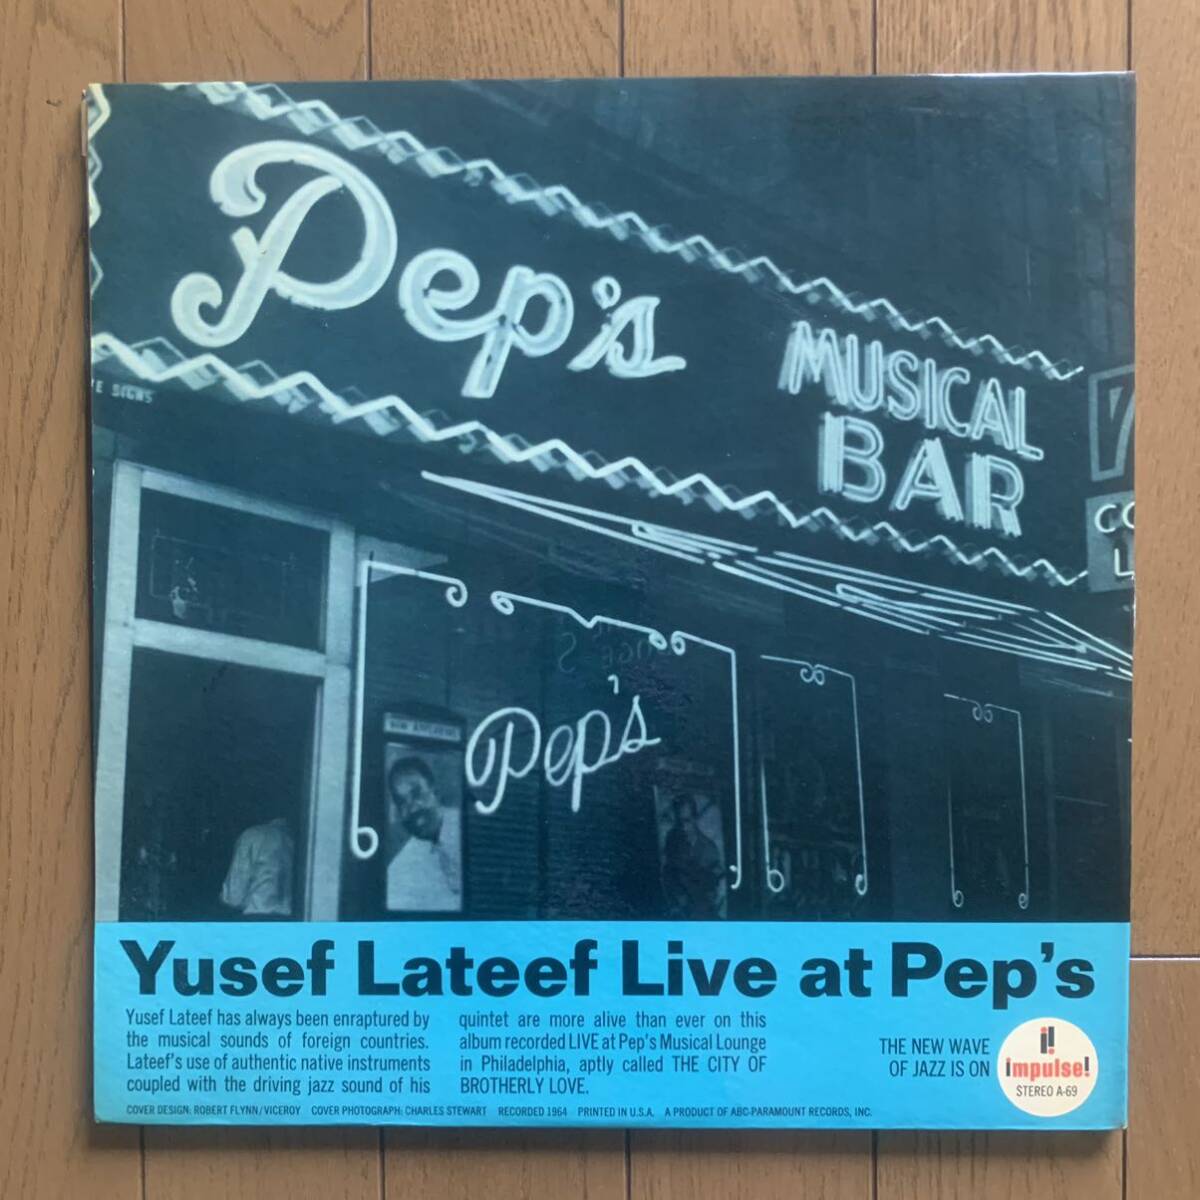 Pep's
MUSICAL
BAR
E SIGNS
CO
L
Pep's
Yusef Lateef Live at Pep's
Yusef Lateef has always been enraptured by
the musical sounds of foreign countries.
Lateef's use of authentic native instruments
coupled with the driving jazz sound of his
quintet are more alive than ever on this
album recorded LIVE at Pep's Musical Lounge
in Philadelphia, aptly called THE CITY OF
BROTHERLY LOVE.
THE NEW WAVE
OF JAZZ IS ON
impulse!
STEREO A-69
COVER DESIGN: ROBERT FLYNN/VICEROY COVER PHOTOGRAPH: CHARLES STEWART RECORDED 1964 PRINTED IN U.S.A. A PRODUCT OF ABC-PARAMOUNT RECORDS, INC.